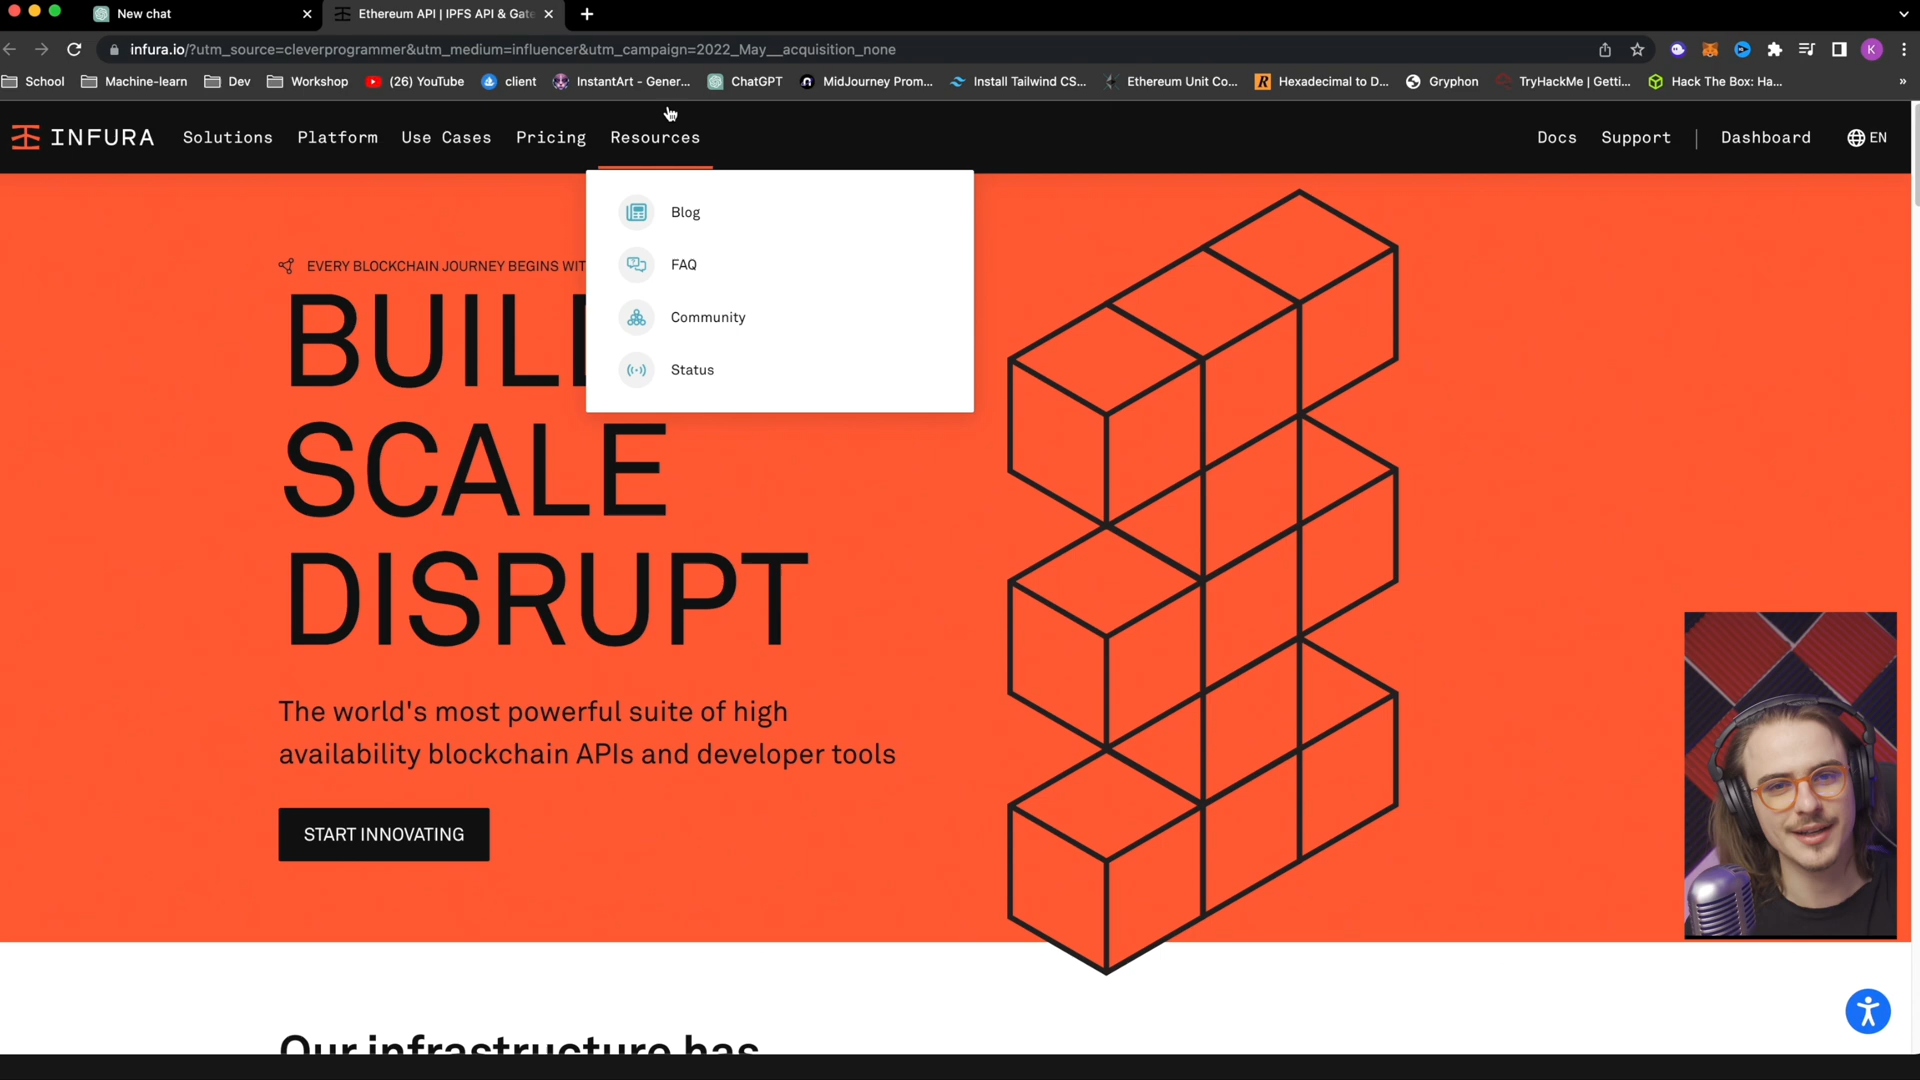 New chat
Ethereum API | IPFS API & Gate
infura.io/?utm_source=cleverprogrammer&utm_medium=influencer&utm_campaign=2022_May__acquisition_none
K
School Machine-learn Dev Workshop (26) YouTube client InstantArt - Gener... ChatGPT MidJourney Prom... Install Tailwind CS... Ethereum Unit Co... Hexadecimal to D... Gryphon TryHackMe | Getti... Hack The Box: Ha... »
INFURA Solutions Platform Use Cases Pricing Resources Docs Support | Dashboard EN
Blog
FAQ
Community
Status
EVERY BLOCKCHAIN JOURNEY BEGINS WIT
BUIL
SCALE
DISRUPT
The world's most powerful suite of high
availability blockchain APIs and developer tools
START INNOVATING
Our infrastructure has